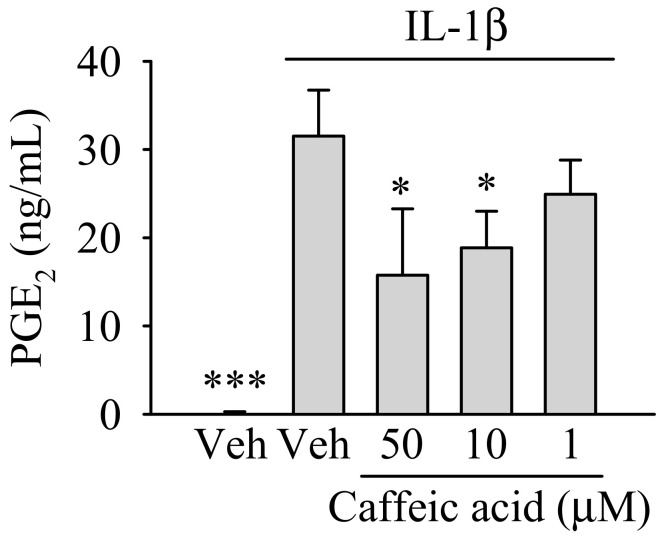 IL-1β
40
30
20
10
0
PGE₂ (ng/mL)
***
*
*
Veh Veh 50 10 1
Caffeic acid (μM)